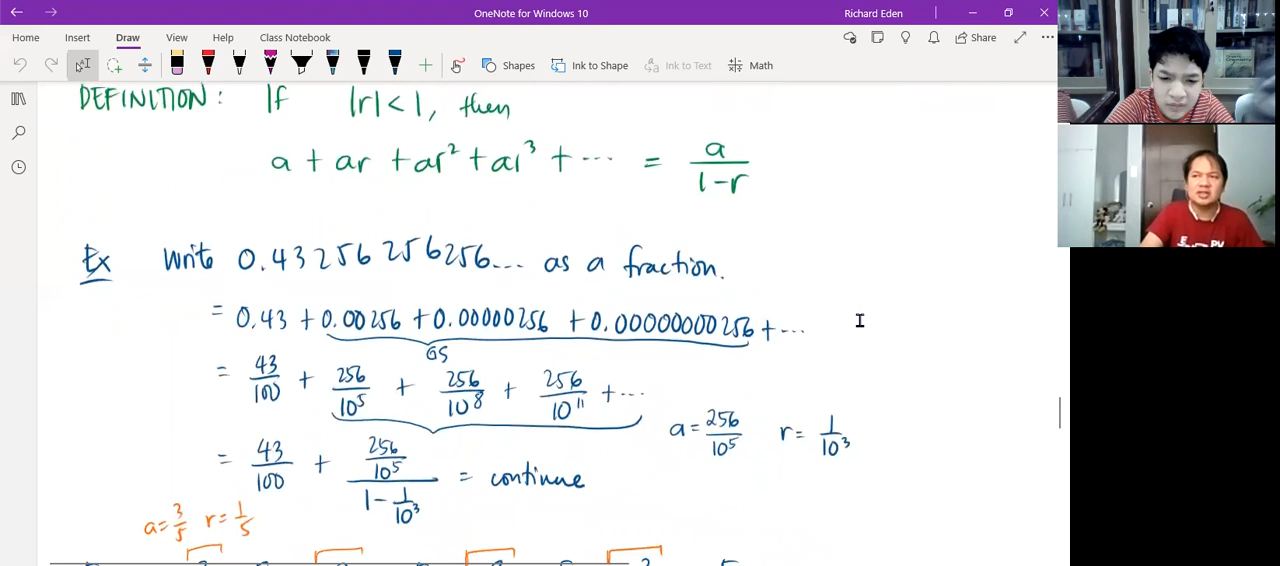 OneNote for Windows 10
Richard Eden
Home Insert Draw View Help Class Notebook
Share
Shapes Ink to Shape Ink to Text Math
DEFINITION: If |r| < 1, then
a + ar + ar² + ar³ + ... = a/(1-r)
Ex Write 0.43256256256... as a fraction.
= 0.43 + 0.00256 + 0.00000256 + 0.00000000256 + ...
GS
= 43/100 + 256/10⁵ + 256/10⁸ + 256/10¹¹ + ...
a = 256/10⁵ r = 1/10³
= 43/100 + (256/10⁵)/(1 - 1/10³) = continue
a = 3/5 r = 1/5